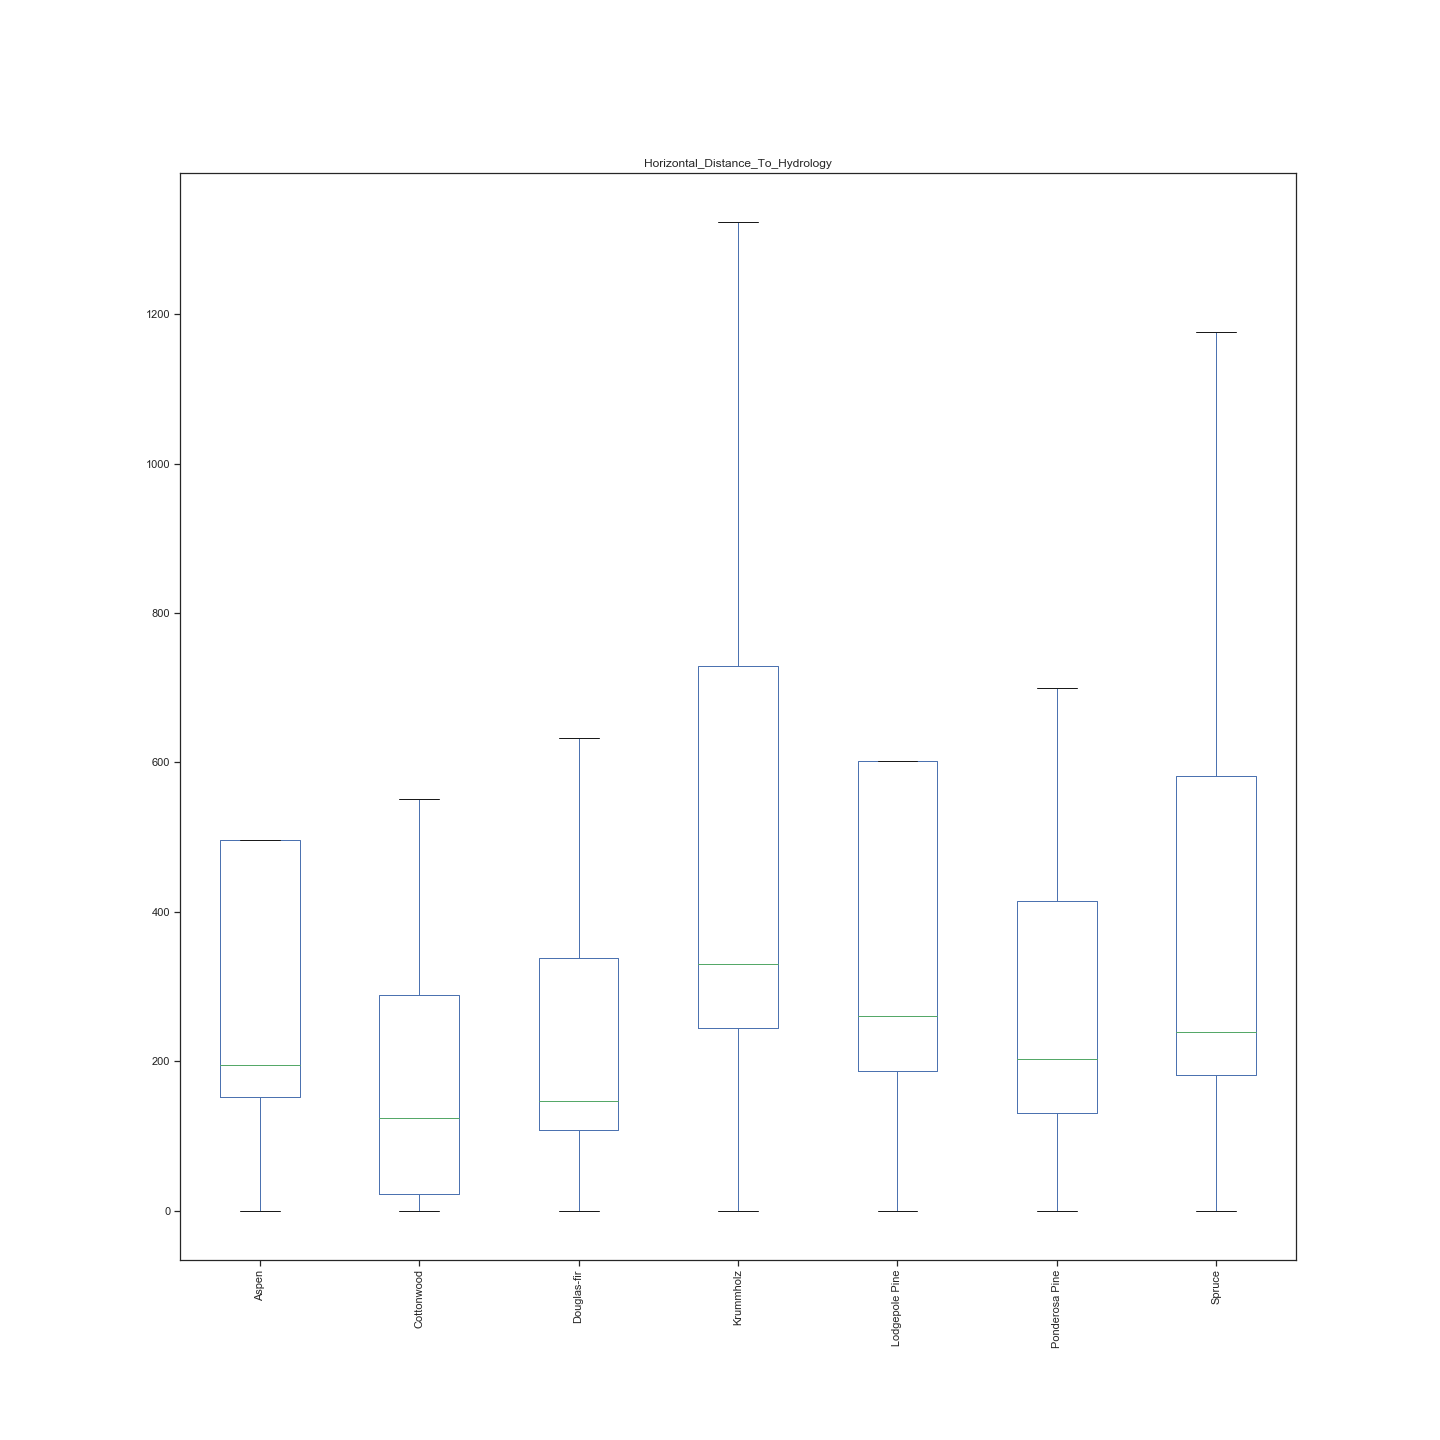 Horizontal_Distance_To_Hydrology
1200
1000
800
600
400
200
0
Aspen
Cottonwood
Douglas-fir
Krummholz
Lodgepole Pine
Ponderosa Pine
Spruce